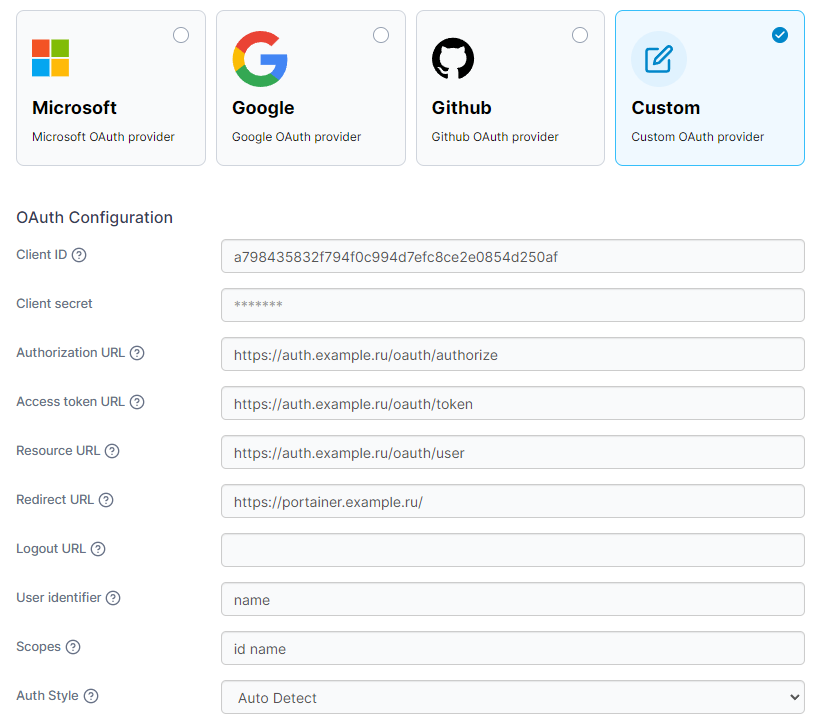 Microsoft Google Github Custom
Microsoft OAuth provider Google OAuth provider Github OAuth provider Custom OAuth provider
OAuth Configuration
Client ID a798435832f794f0c994d7efc8ce2e0854d250af
Client secret *******
Authorization URL https://auth.example.ru/oauth/authorize
Access token URL https://auth.example.ru/oauth/token
Resource URL https://auth.example.ru/oauth/user
Redirect URL https://portainer.example.ru/
Logout URL
User identifier name
Scopes id name
Auth Style Auto Detect